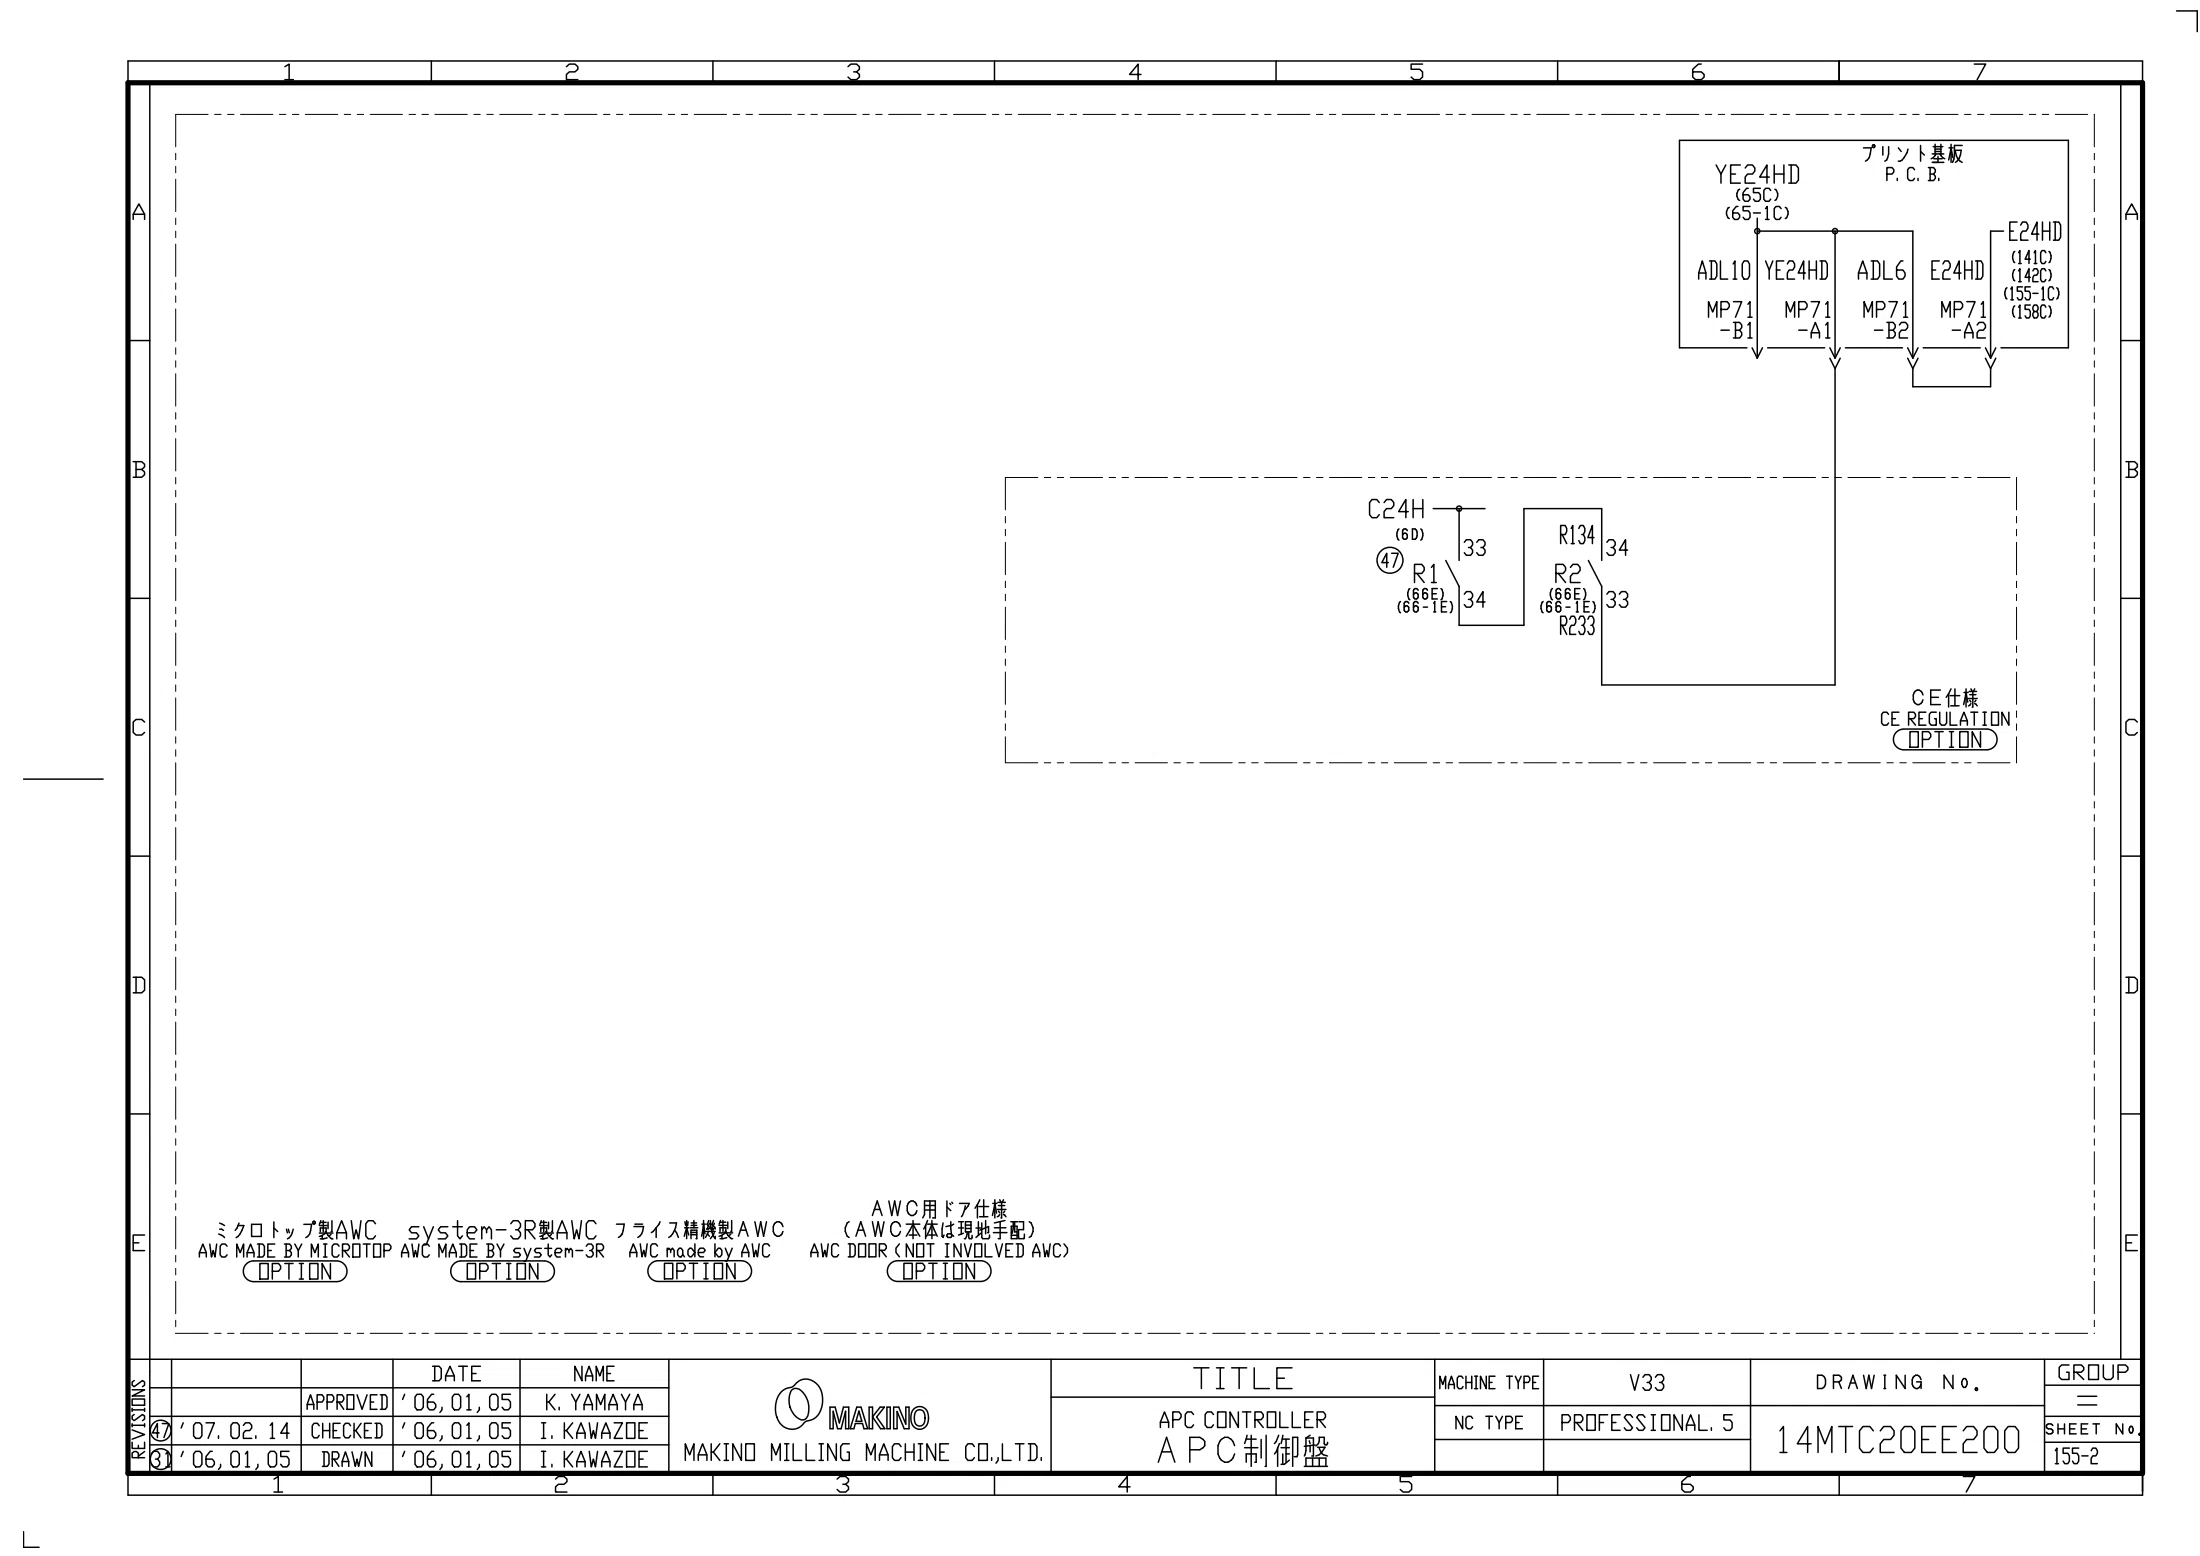 1 2 3 4 5 6 7
A A
B B
C C
D D
E E
プリント基板
P. C. B.
YE24HD
(65C)
(65-1C)
E24HD
(141C)
(142C)
(155-1C)
(158C)
ADL10 YE24HD ADL6 E24HD
MP71 MP71 MP71 MP71
-B1 -A1 -B2 -A2
C24H
(6D)
47
33
R1
(66E)
(66-1E)
34
R134
34
R2
(66E)
(66-1E)
33
R233
CE仕様
CE REGULATION
OPTION
ミクロトップ製AWC
AWC MADE BY MICROTOP
OPTION
system-3R製AWC
AWC MADE BY system-3R
OPTION
フライス精機製AWC
AWC made by AWC
OPTION
AWC用ドア仕様
(AWC本体は現地手配)
AWC DOOR (NOT INVOLVED AWC)
OPTION
REVISIONS
DATE NAME
APPROVED '06,01,05 K. YAMAYA
47 '07. 02. 14 CHECKED '06,01,05 I. KAWAZOE
31 '06,01,05 DRAWN '06,01,05 I. KAWAZOE
MAKINO
MAKINO MILLING MACHINE CO.,LTD.
TITLE
APC CONTROLLER
APC制御盤
MACHINE TYPE V33
NC TYPE PROFESSIONAL. 5
DRAWING No.
14MTC20EE200
GROUP
=
SHEET No.
155-2
1 2 3 4 5 6 7